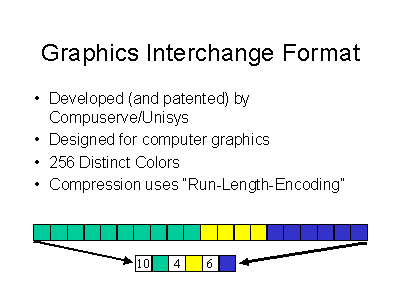 Graphics Interchange Format
• Developed (and patented) by
Compuserve/Unisys
• Designed for computer graphics
• 256 Distinct Colors
• Compression uses “Run-Length-Encoding”
10 4 6